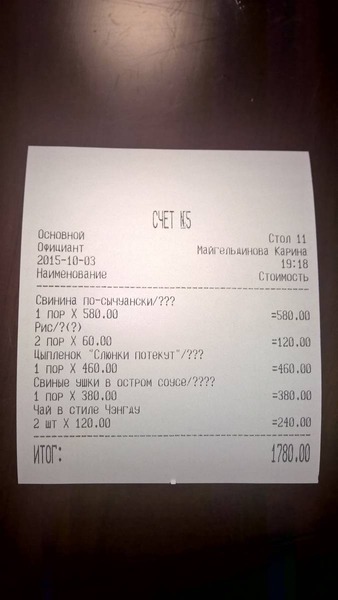 СЧЕТ №5
Основной Стол 11
Официант Майгельдинова Карина
2015-10-03 19:18
Наименование Стоимость
Свинина по-сычуански/???
1 пор X 580.00 =580.00
Рис/?(?)
2 пор X 60.00 =120.00
Цыпленок "Слюнки потекут"/???
1 пор X 460.00 =460.00
Свиные ушки в остром соусе/????
1 пор X 380.00 =380.00
Чай в стиле Чэнгду
2 шт X 120.00 =240.00
ИТОГ: 1780.00